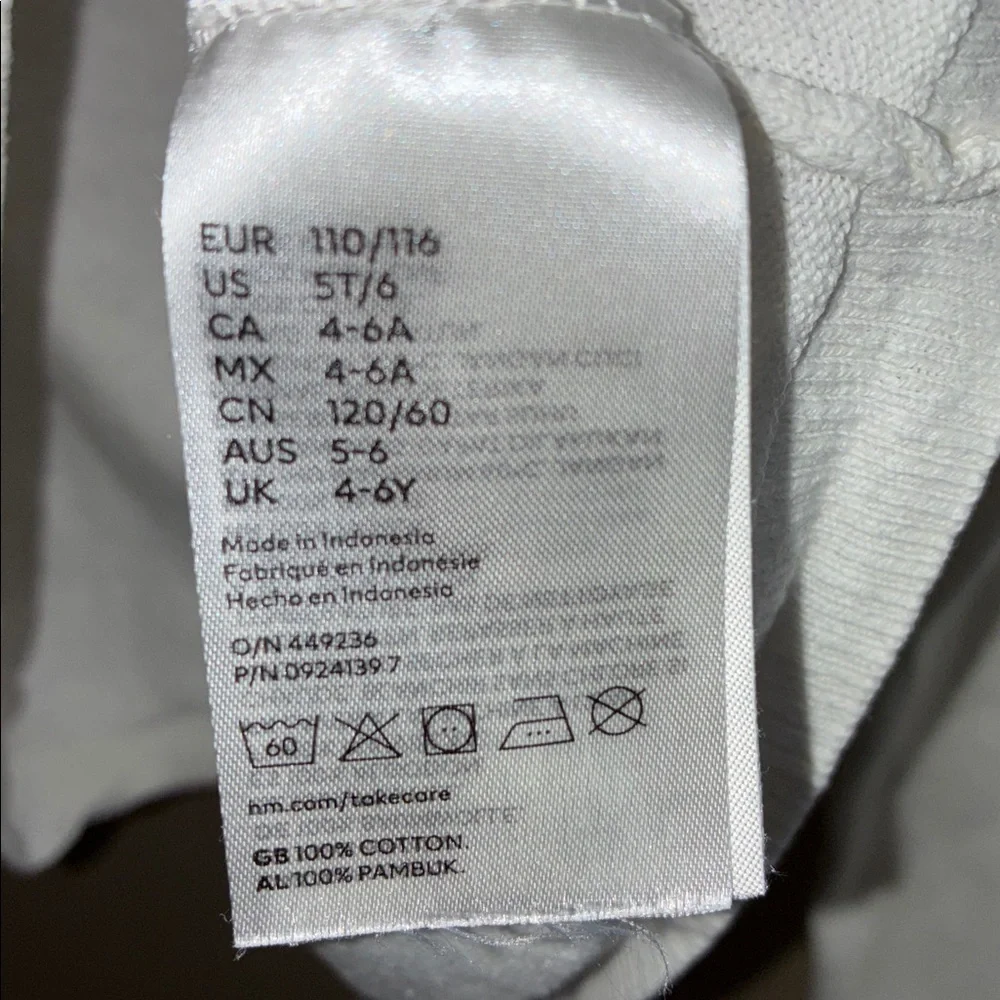 EUR 110/116
US 5T/6
CA 4-6A
MX 4-6A
CN 120/60
AUS 5-6
UK 4-6Y
Made in Indonesia
Fabriqué en Indonésie
Hecho en Indonesia
O/N 449236
P/N 0924139 7
60
hm.com/takecare
GB 100% COTTON.
AL 100% PAMBUK.